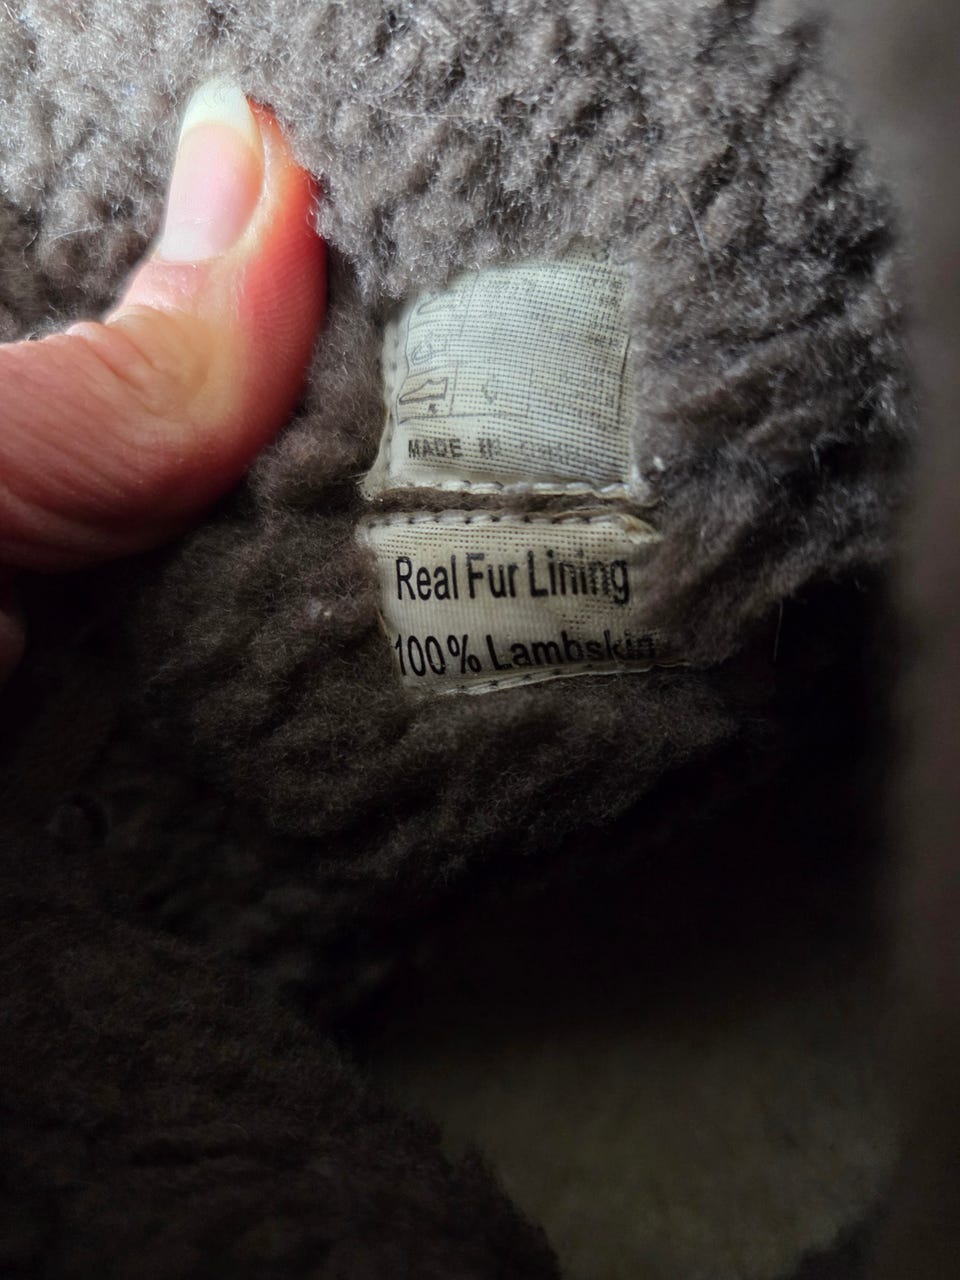 MADE IN
Real Fur Lining
100% Lambskin